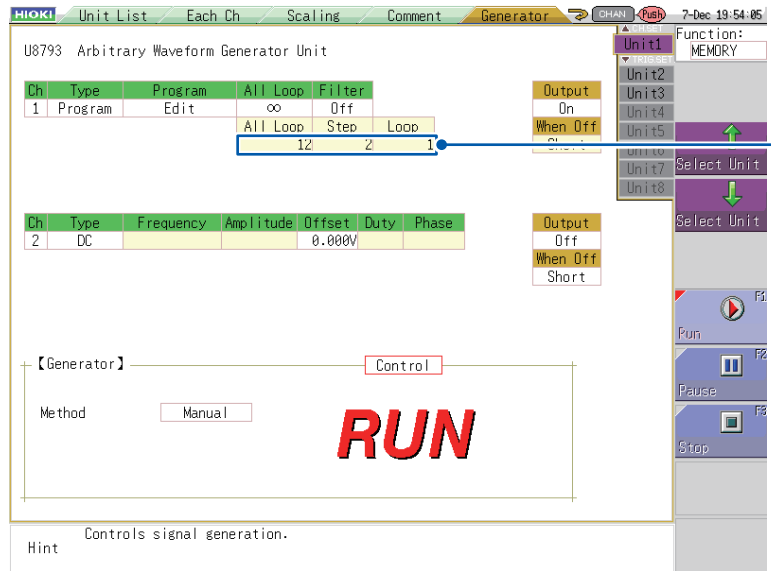 HIOKI Unit List Each Ch Scaling Comment Generator CHAN Push 7-Dec 19:54:05
U8793 Arbitrary Waveform Generator Unit
Ch Type Program All Loop Filter
1 Program Edit ∞ Off
All Loop Step Loop
12 2 1
Output
On
When Off
Ch Type Frequency Amplitude Offset Duty Phase
2 DC 0.000V
Output
Off
When Off
Short
【Generator】 Control
Method Manual
RUN
Controls signal generation.
Hint
CH.SET
Unit1
TRIG.SET
Unit2
Unit3
Unit4
Unit5
Unit7
Unit8
Function:
MEMORY
Select Unit
Select Unit
F1
Run
F2
Pause
F3
Stop